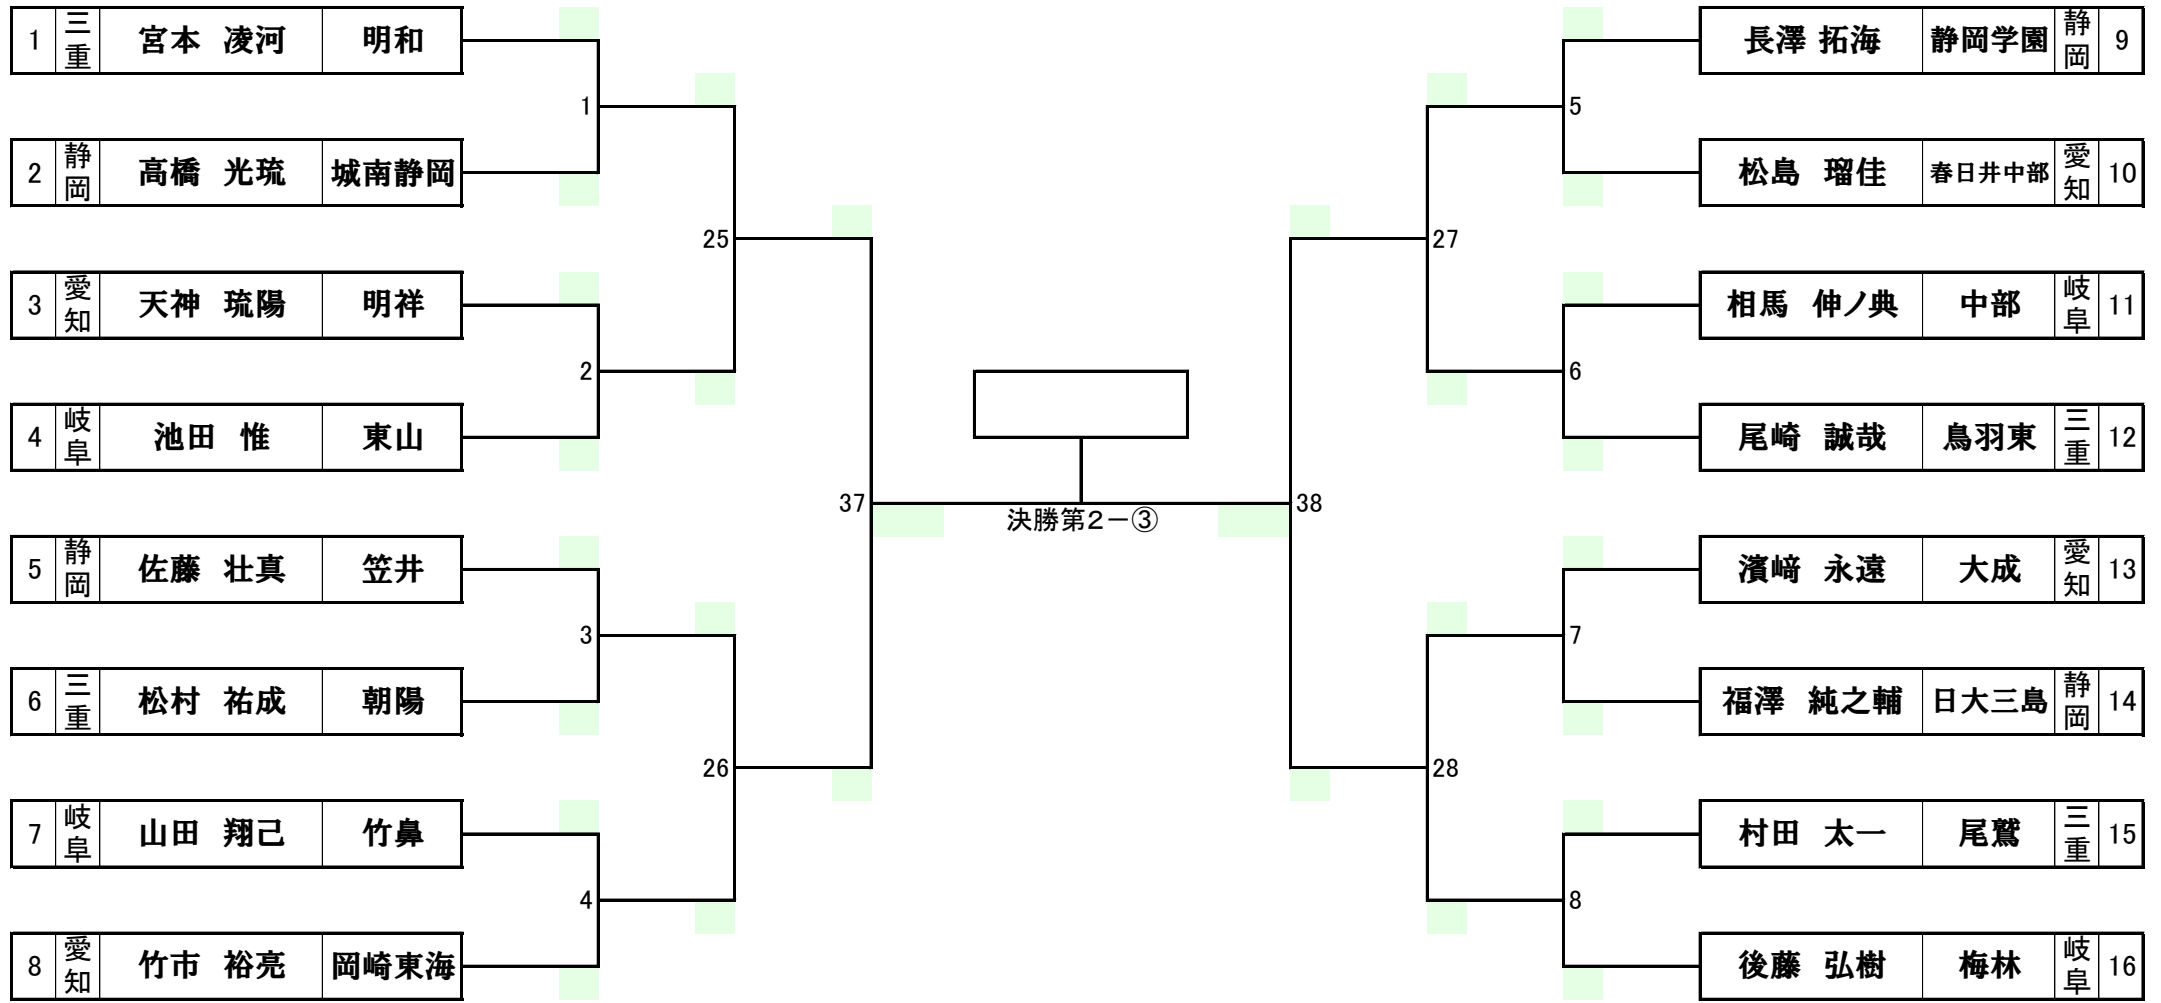 1 三重 宮本 凌河 明和
1
2 静岡 高橋 光琉 城南静岡
25
3 愛知 天神 琉陽 明祥
2
4 岐阜 池田 惟 東山
37
5 静岡 佐藤 壮真 笠井
3
6 三重 松村 祐成 朝陽
26
7 岐阜 山田 翔己 竹鼻
4
8 愛知 竹市 裕亮 岡崎東海
決勝第2－③
長澤 拓海 静岡学園 静岡 9
5
松島 瑠佳 春日井中部 愛知 10
27
相馬 伸ノ典 中部 岐阜 11
6
尾崎 誠哉 鳥羽東 三重 12
38
濱﨑 永遠 大成 愛知 13
7
福澤 純之輔 日大三島 静岡 14
28
村田 太一 尾鷲 三重 15
8
後藤 弘樹 梅林 岐阜 16